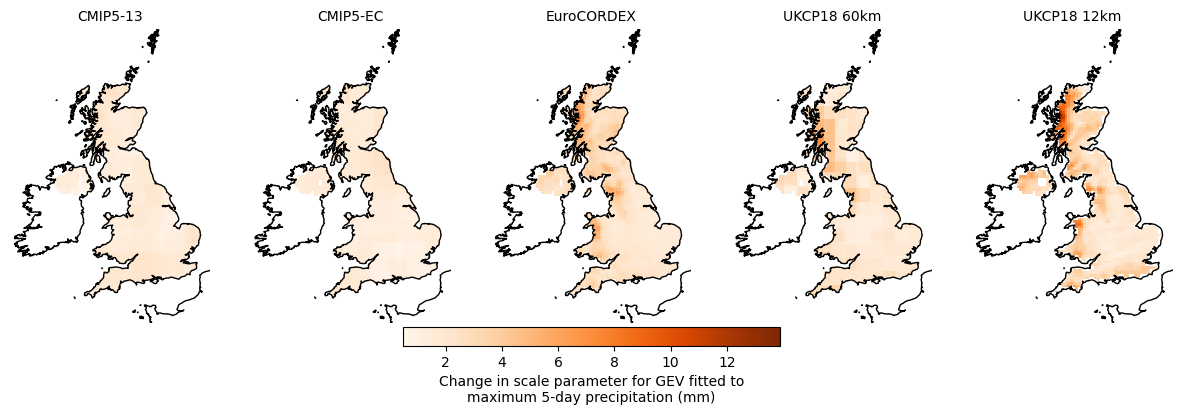 CMIP5-13 CMIP5-EC EuroCORDEX UKCP18 60km UKCP18 12km
2 4 6 8 10 12
Change in scale parameter for GEV fitted to
maximum 5-day precipitation (mm)